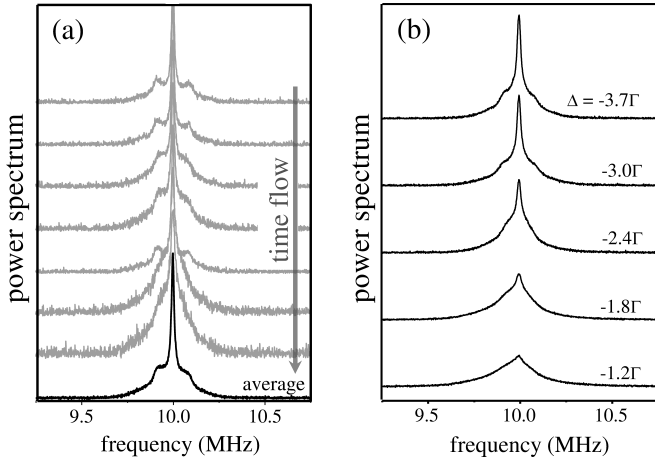 (a)
power spectrum
time flow
average
9.5 10.0 10.5
frequency (MHz)
(b)
power spectrum
Δ = -3.7Γ
-3.0Γ
-2.4Γ
-1.8Γ
-1.2Γ
9.5 10.0 10.5
frequency (MHz)